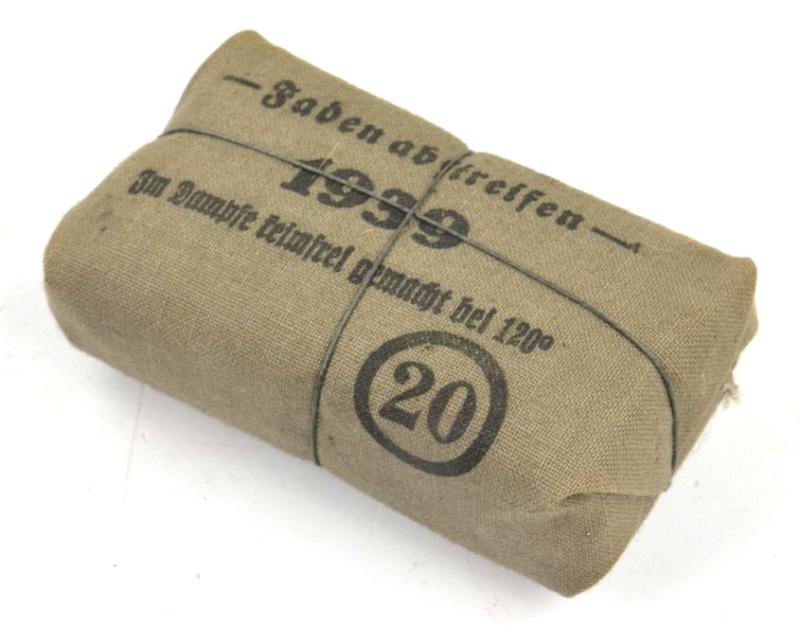 — Faden abstreifen —
1939
Im Dampfe keimfrei gemacht bei 120°
20